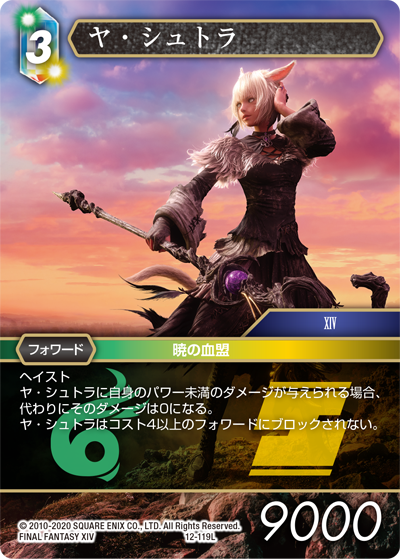 3
ヤ・シュトラ
XIV
フォワード
暁の血盟
ヘイスト
ヤ・シュトラに自身のパワー未満のダメージが与えられる場合、
代わりにそのダメージは0になる。
ヤ・シュトラはコスト4以上のフォワードにブロックされない。
© 2010-2020 SQUARE ENIX CO., LTD. All Rights Reserved.
FINAL FANTASY XIV
12-119L
9000